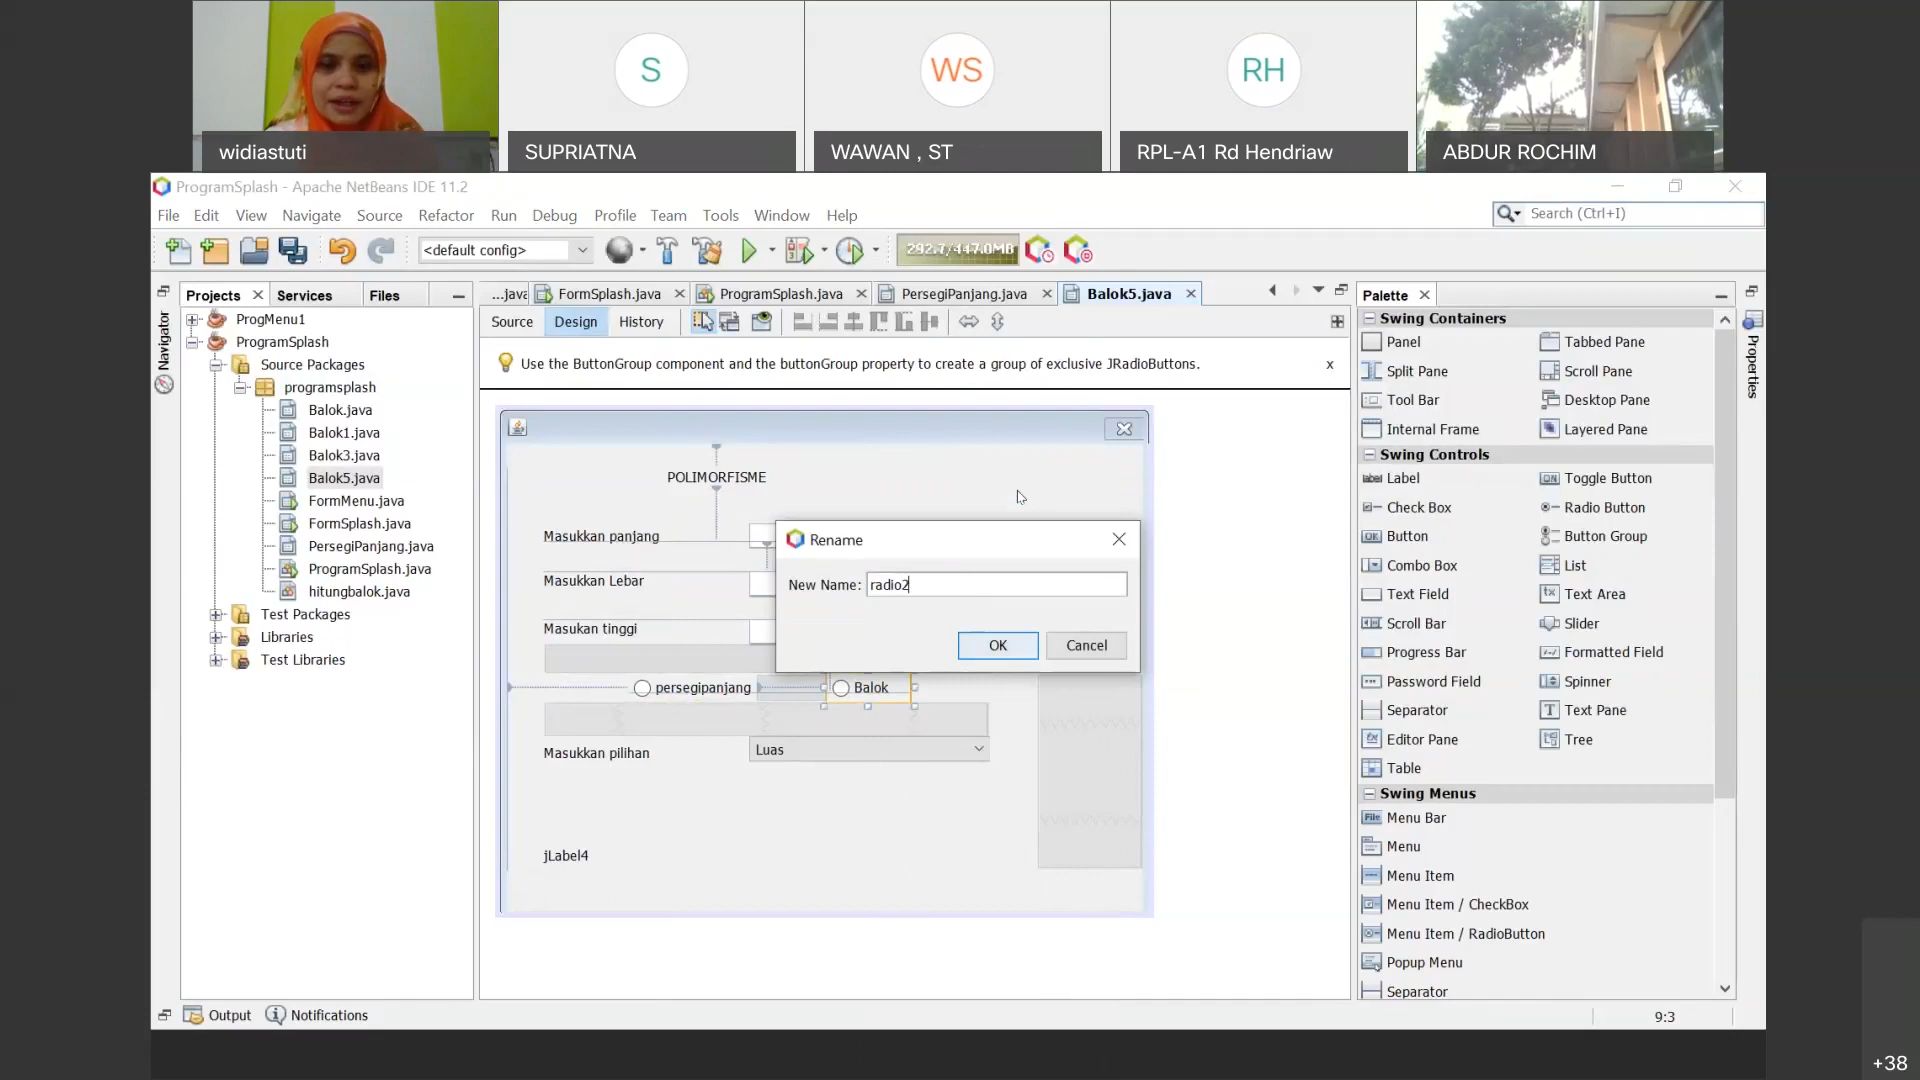 S
WS
RH
widiastuti
SUPRIATNA
WAWAN , ST
RPL-A1 Rd Hendriaw
ABDUR ROCHIM
ProgramSplash - Apache NetBeans IDE 11.2
File Edit View Navigate Source Refactor Run Debug Profile Team Tools Window Help
Search (Ctrl+I)
<default config>
292.7/447.0MB
Projects
Services
Files
...java
FormSplash.java
ProgramSplash.java
PersegiPanjang.java
Balok5.java
Palette
Navigator
Properties
Source
Design
History
Use the ButtonGroup component and the buttonGroup property to create a group of exclusive JRadioButtons.
x
ProgMenu1
ProgramSplash
Source Packages
programsplash
Balok.java
Balok1.java
Balok3.java
Balok5.java
FormMenu.java
FormSplash.java
PersegiPanjang.java
ProgramSplash.java
hitungbalok.java
Test Packages
Libraries
Test Libraries
POLIMORFISME
Masukkan panjang
Masukkan Lebar
Masukan tinggi
persegipanjang
Balok
Masukkan pilihan
Luas
jLabel4
Rename
New Name:
radio2
OK
Cancel
Swing Containers
Panel
Tabbed Pane
Split Pane
Scroll Pane
Tool Bar
Desktop Pane
Internal Frame
Layered Pane
Swing Controls
label Label
ON Toggle Button
Check Box
Radio Button
OK Button
Button Group
Combo Box
List
Text Field
Text Area
Scroll Bar
Slider
Progress Bar
Formatted Field
Password Field
Spinner
Separator
T Text Pane
Editor Pane
Tree
Table
Swing Menus
File Menu Bar
Menu
Menu Item
Menu Item / CheckBox
Menu Item / RadioButton
Popup Menu
Separator
Output
Notifications
9:3
+38